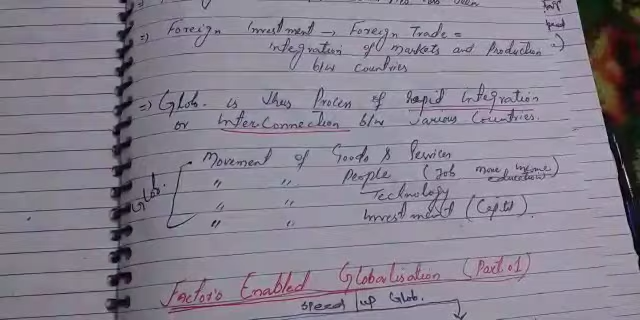 => Foreign Investment → Foreign Trade =
Integration of Markets and Production
b/w Countries
=> Glob. is thus Process of Rapid Integration
or InterConnection b/w Various Countries.
Glob.
Movement of Goods & Services
" " People (Job move income
education)
" " Technology
" " Investment (Capital).
Factors Enabled Globalisation (Part 01)
speed up Glob.